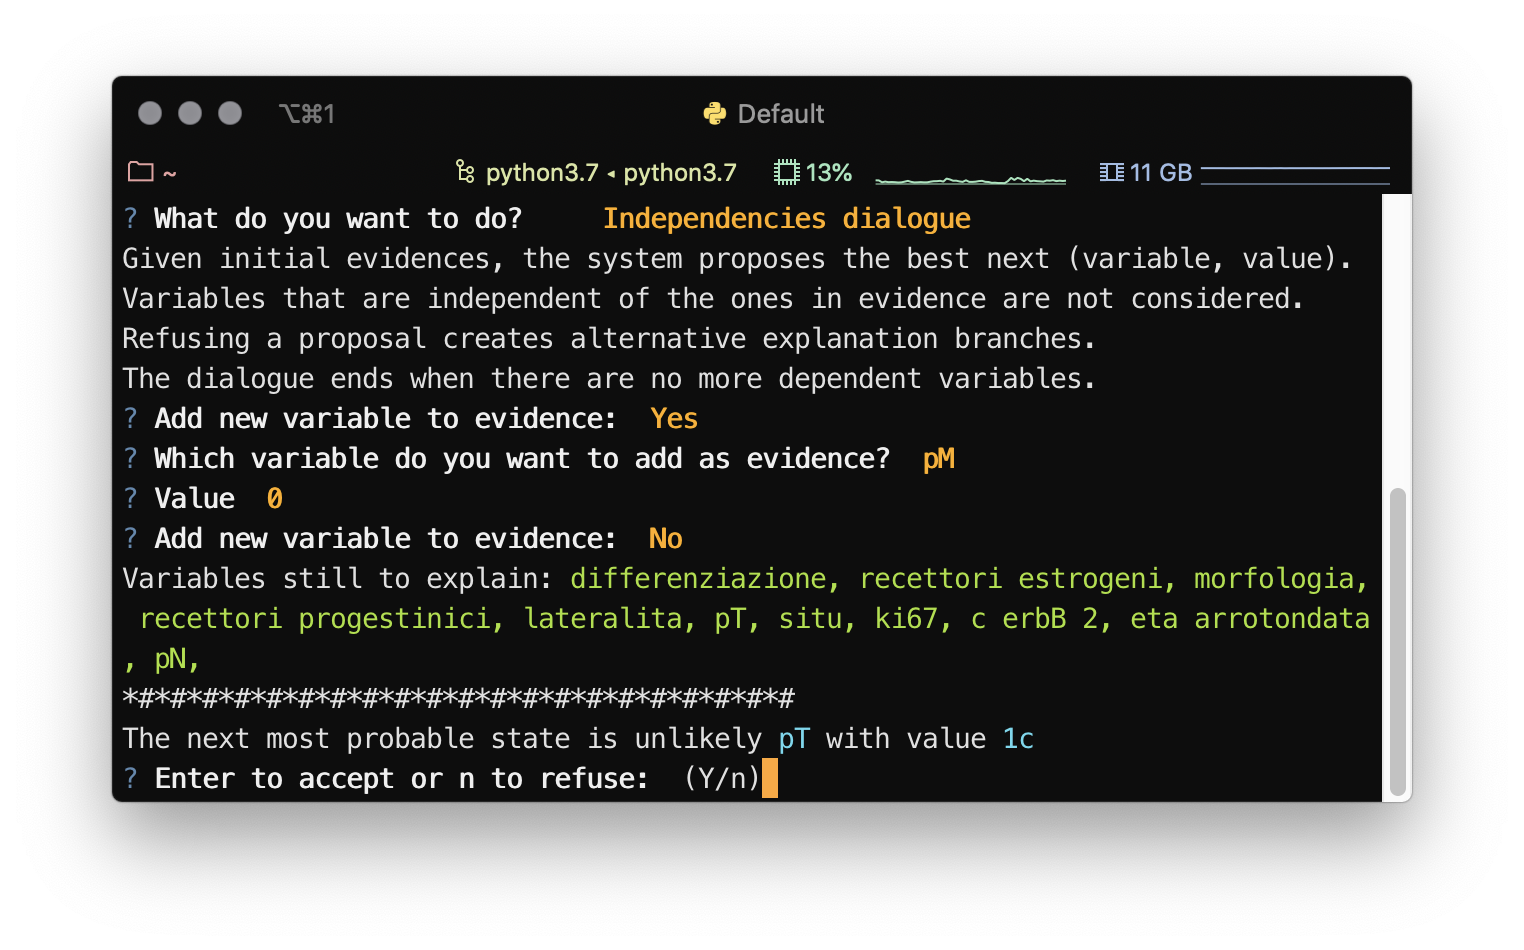 ⌥⌘1 Default
~ python3.7 ◂ python3.7 13% 11 GB
? What do you want to do? Independencies dialogue
Given initial evidences, the system proposes the best next (variable, value).
Variables that are independent of the ones in evidence are not considered.
Refusing a proposal creates alternative explanation branches.
The dialogue ends when there are no more dependent variables.
? Add new variable to evidence: Yes
? Which variable do you want to add as evidence? pM
? Value 0
? Add new variable to evidence: No
Variables still to explain: differenziazione, recettori estrogeni, morfologia,
recettori progestinici, lateralita, pT, situ, ki67, c erbB 2, eta arrotondata
, pN,
*#*#*#*#*#*#*#*#*#*#*#*#*#*#*#*#*#*#*#*#*#
The next most probable state is unlikely pT with value 1c
? Enter to accept or n to refuse: (Y/n)